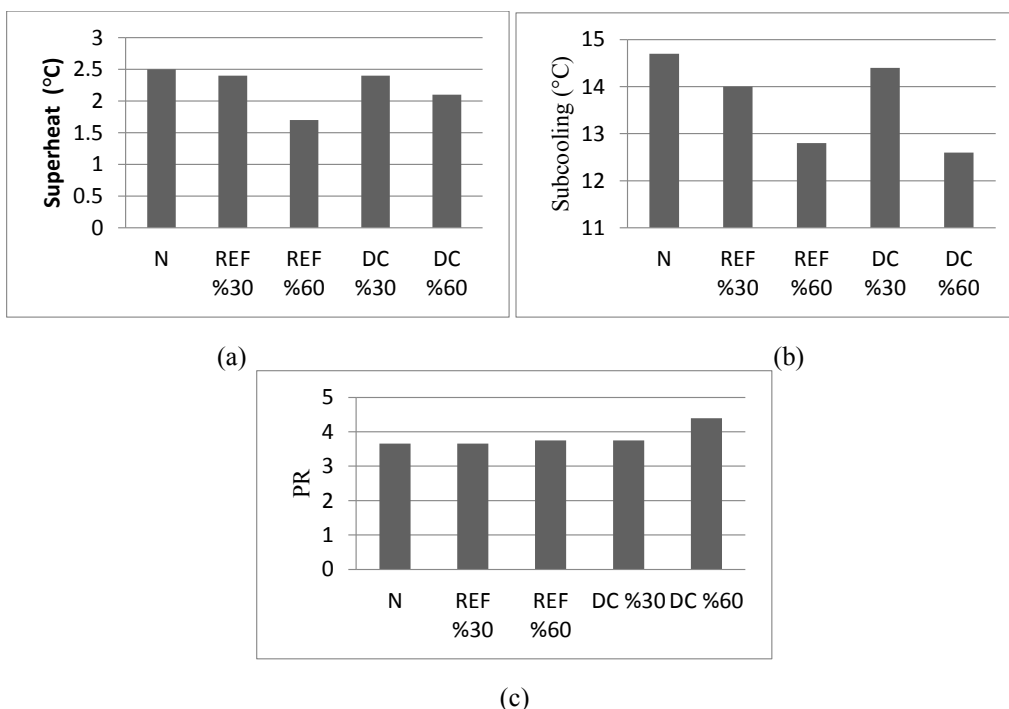 Superheat (°C)
3
2.5
2
1.5
1
0.5
0
N REF REF DC DC
%30 %60 %30 %60
(a)
Subcooling (°C)
15
14
13
12
11
N REF REF DC DC
%30 %60 %30 %60
(b)
PR
5
4
3
2
1
0
N REF REF DC %30 DC %60
%30 %60
(c)